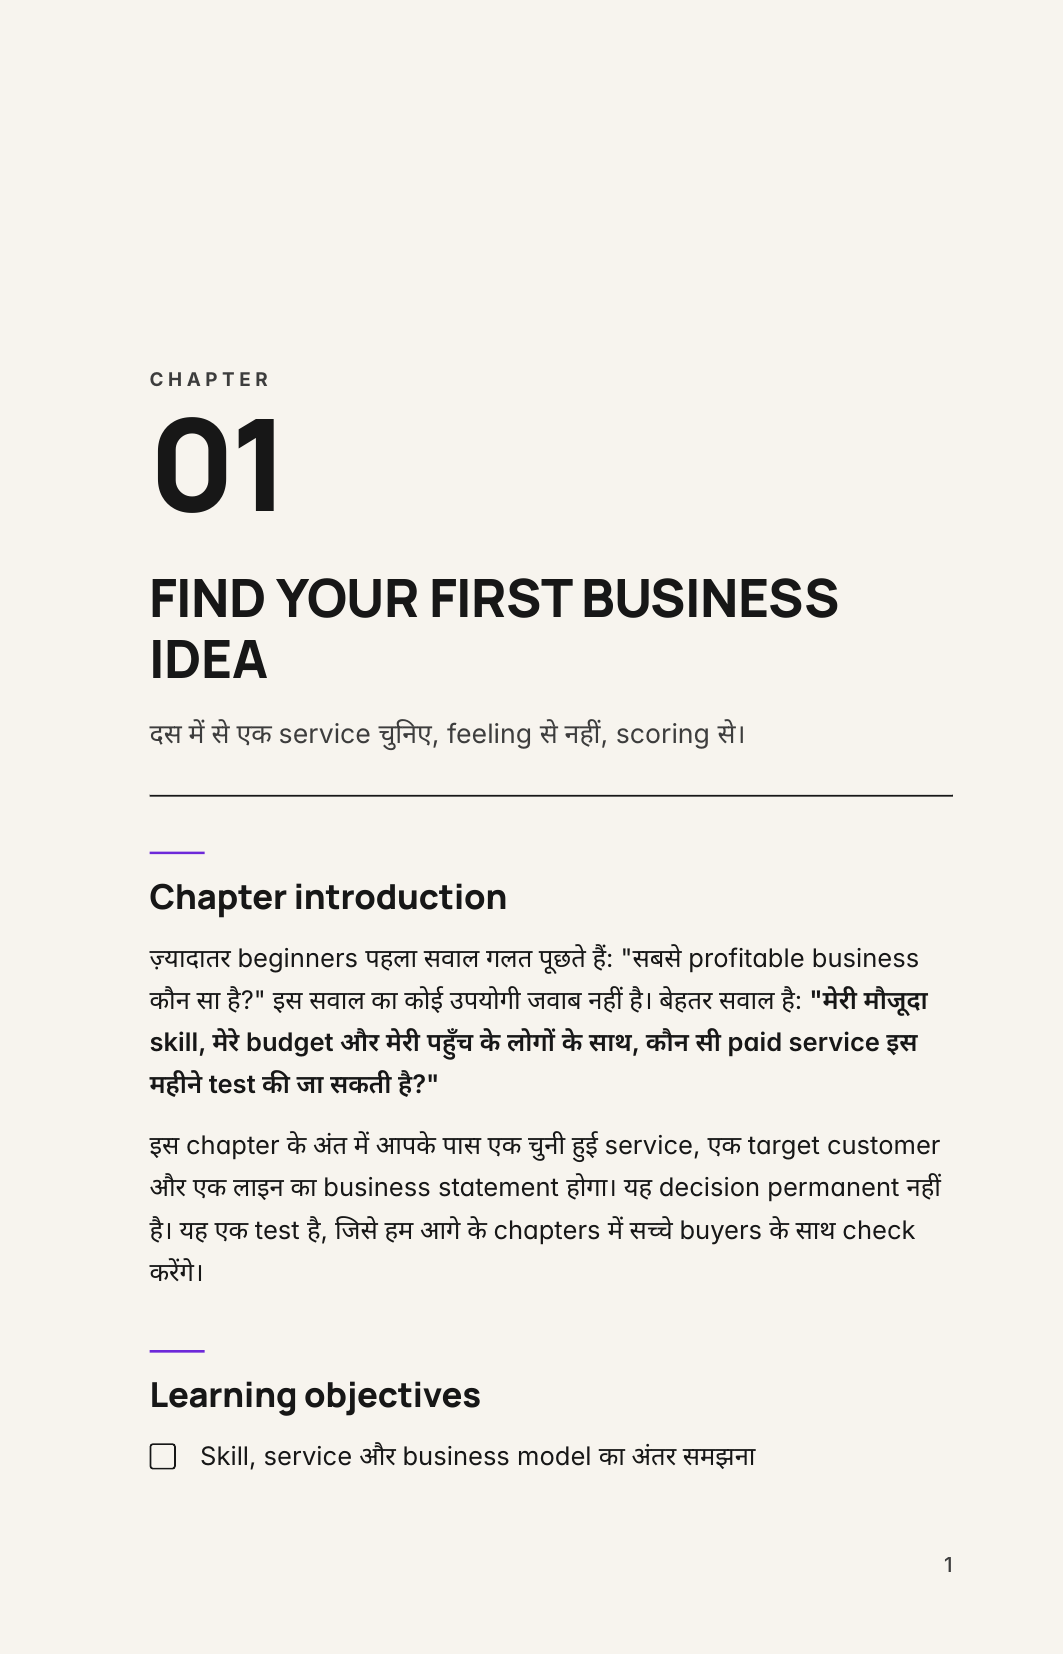 CHAPTER
01
FIND YOUR FIRST BUSINESS
IDEA
दस में से एक service चुनिए, feeling से नहीं, scoring से।
Chapter introduction
ज़्यादातर beginners पहला सवाल गलत पूछते हैं: "सबसे profitable business
कौन सा है?" इस सवाल का कोई उपयोगी जवाब नहीं है। बेहतर सवाल है: "मेरी मौजूदा
skill, मेरे budget और मेरी पहुँच के लोगों के साथ, कौन सी paid service इस
महीने test की जा सकती है?"
इस chapter के अंत में आपके पास एक चुनी हुई service, एक target customer
और एक लाइन का business statement होगा। यह decision permanent नहीं
है। यह एक test है, जिसे हम आगे के chapters में सच्चे buyers के साथ check
करेंगे।
Learning objectives
Skill, service और business model का अंतर समझना
1